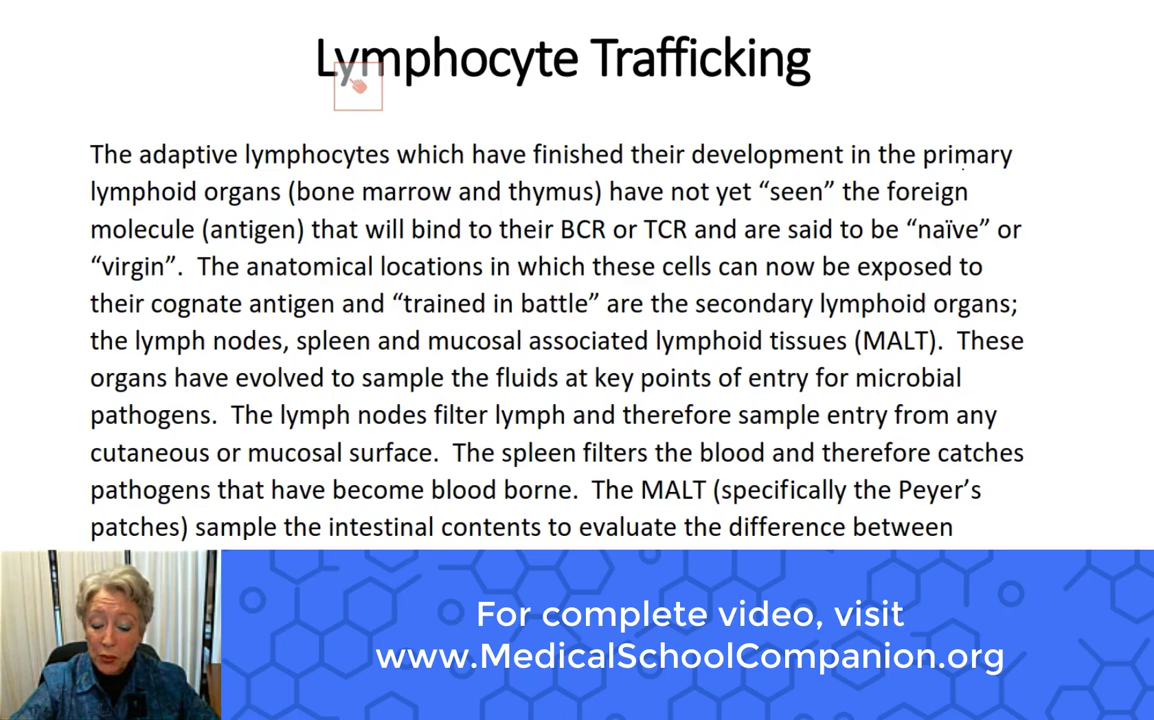 Lymphocyte Trafficking
The adaptive lymphocytes which have finished their development in the primary
lymphoid organs (bone marrow and thymus) have not yet “seen” the foreign
molecule (antigen) that will bind to their BCR or TCR and are said to be “naïve” or
“virgin”.  The anatomical locations in which these cells can now be exposed to
their cognate antigen and “trained in battle” are the secondary lymphoid organs;
the lymph nodes, spleen and mucosal associated lymphoid tissues (MALT).  These
organs have evolved to sample the fluids at key points of entry for microbial
pathogens.  The lymph nodes filter lymph and therefore sample entry from any
cutaneous or mucosal surface.  The spleen filters the blood and therefore catches
pathogens that have become blood borne.  The MALT (specifically the Peyer’s
patches) sample the intestinal contents to evaluate the difference between
For complete video, visit
www.MedicalSchoolCompanion.org